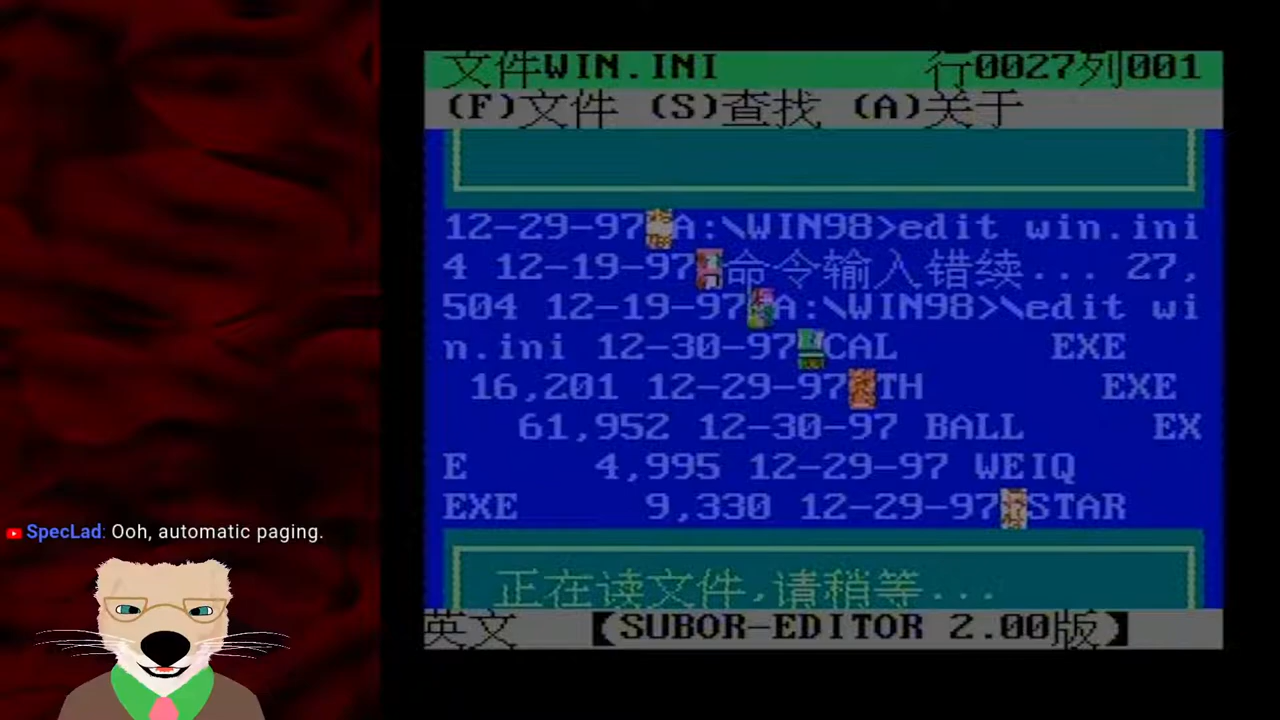 文件WIN.INI 行0027列001
(F)文件 (S)查找 (A)关于
12-29-97 A:\WIN98>edit win.ini
4 12-19-97 命令输入错续... 27,
504 12-19-97 A:\WIN98>\edit wi
n.ini 12-30-97 CAL EXE
16,201 12-29-97 TH EXE
61,952 12-30-97 BALL EX
E 4,995 12-29-97 WEIQ
EXE 9,330 12-29-97 STAR
正在读文件,请稍等...
英文 【SUBOR-EDITOR 2.00版】
SpecLad: Ooh, automatic paging.